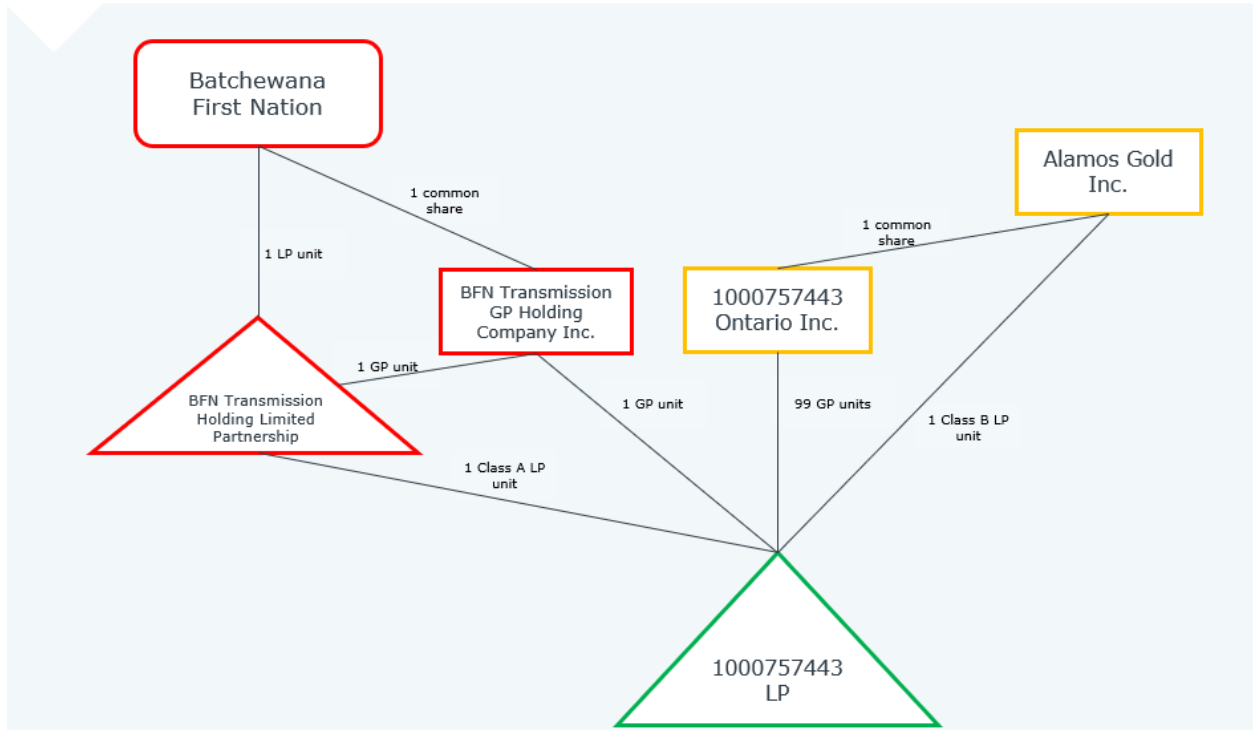 Batchewana
First Nation
Alamos Gold
Inc.
1 common
share
1 common
share
1 LP unit
BFN Transmission
GP Holding
Company Inc.
1000757443
Ontario Inc.
1 GP unit
BFN Transmission
Holding Limited
Partnership
1 GP unit
99 GP units
1 Class B LP
unit
1 Class A LP
unit
1000757443
LP